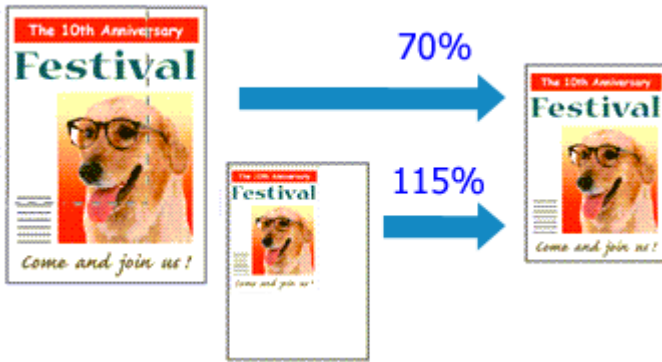 The 10th Anniversary
Festival
Come and join us!
70%
The 10th Anniversary
Festival
Come and join us!
115%
The 10th Anniversary
Festival
Come and join us!